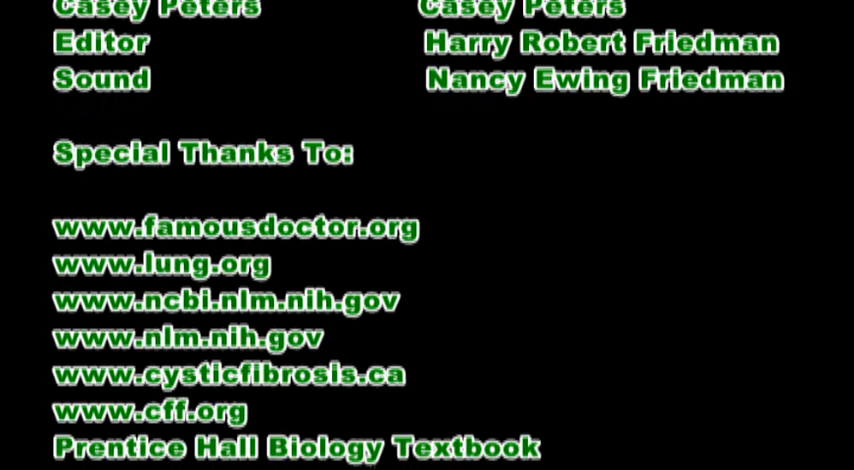 Casey Peters Casey Peters
Editor Harry Robert Friedman
Sound Nancy Ewing Friedman
Special Thanks To:
www.famousdoctor.org
www.lung.org
www.ncbi.nlm.nih.gov
www.nlm.nih.gov
www.cysticfibrosis.ca
www.cff.org
Prentice Hall Biology Textbook